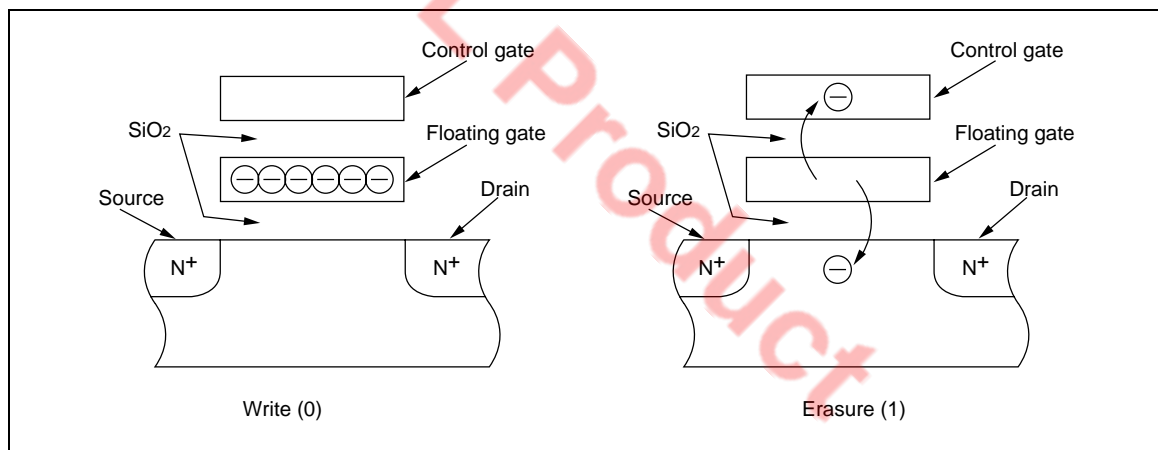 Control gate
SiO2
Floating gate
Source
Drain
N+
N+
Write (0)
Control gate
SiO2
Floating gate
Source
Drain
N+
N+
Erasure (1)
L Product